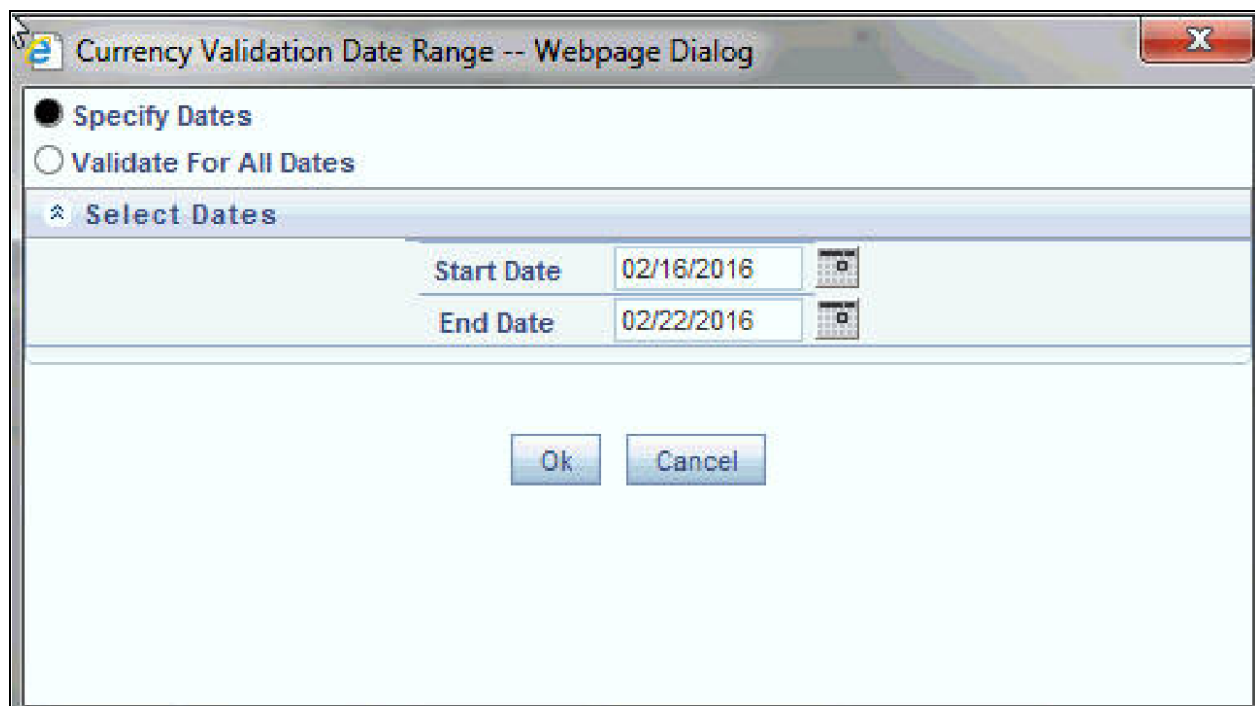 Currency Validation Date Range -- Webpage Dialog
X
Specify Dates
Validate For All Dates
Select Dates
Start Date 02/16/2016
End Date 02/22/2016
Ok Cancel